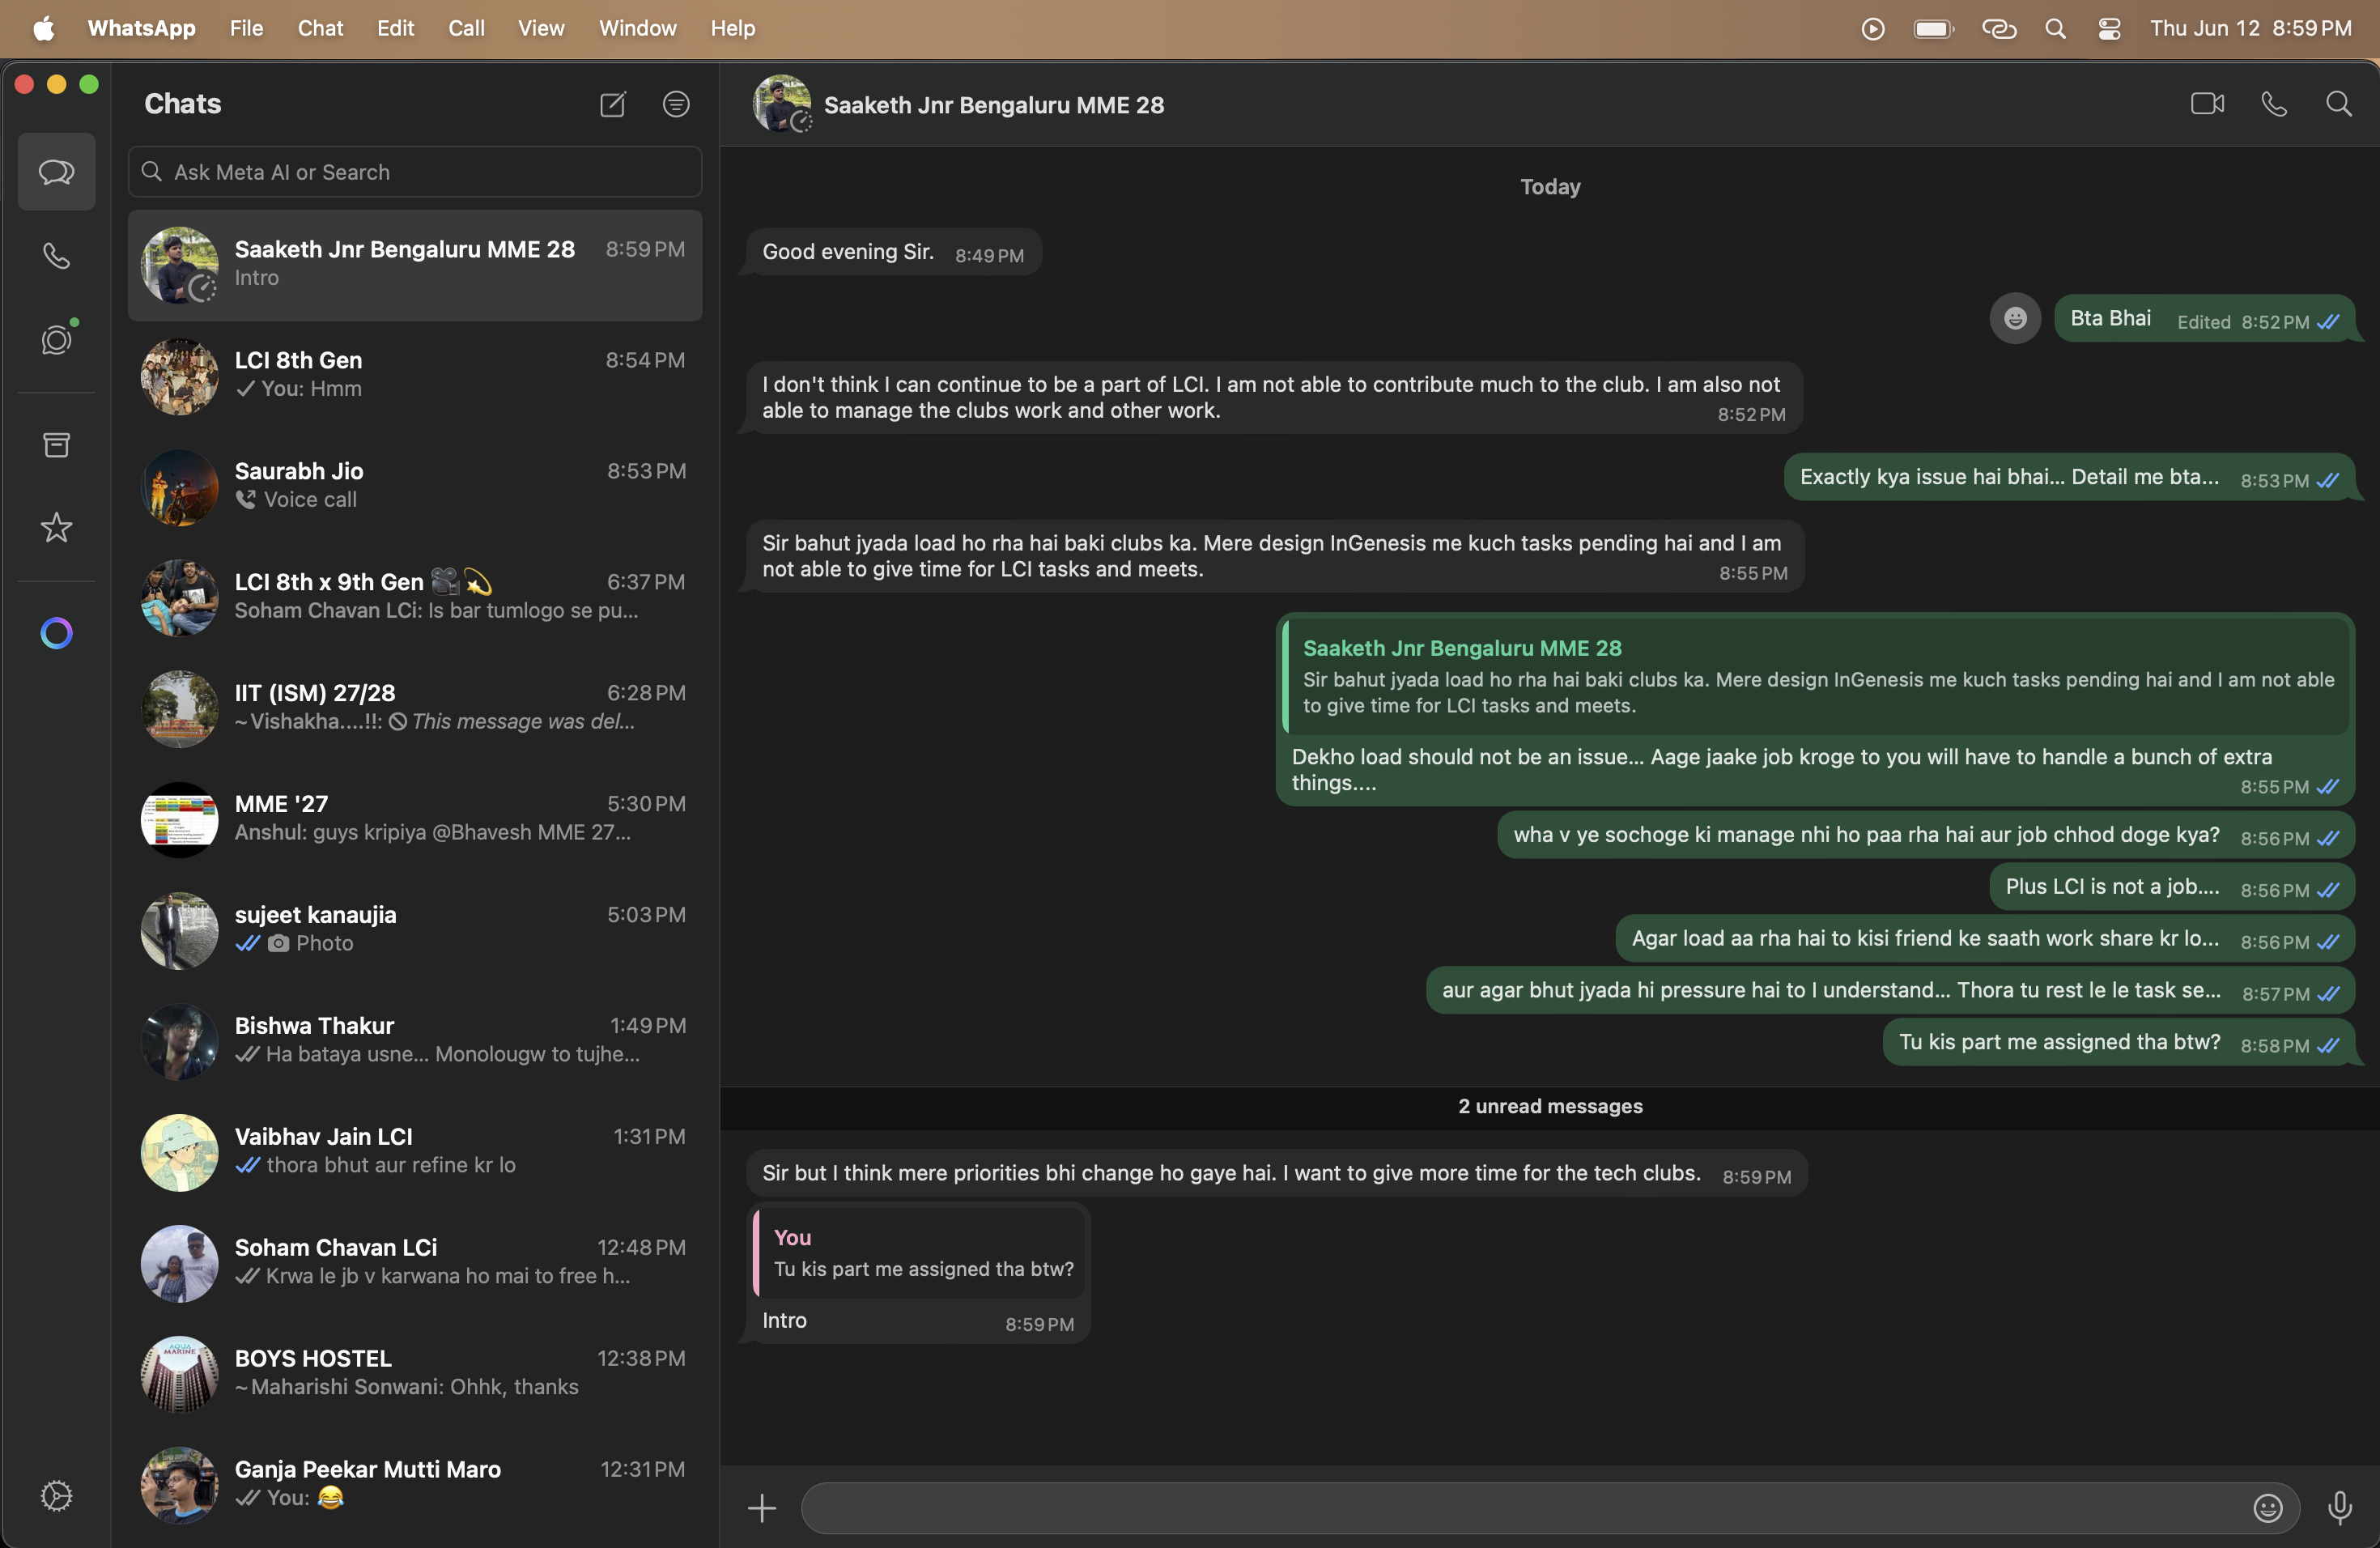 WhatsApp File Chat Edit Call View Window Help Thu Jun 12 8:59 PM
Chats
Ask Meta AI or Search
Saaketh Jnr Bengaluru MME 28 8:59 PM
Intro
LCI 8th Gen 8:54 PM
You: Hmm
Saurabh Jio 8:53 PM
Voice call
LCI 8th x 9th Gen 🎥💫 6:37 PM
Soham Chavan LCi: Is bar tumlogo se pu...
IIT (ISM) 27/28 6:28 PM
~Vishakha....!!: This message was del...
MME '27 5:30 PM
Anshul: guys kripiya @Bhavesh MME 27...
sujeet kanaujia 5:03 PM
Photo
Bishwa Thakur 1:49 PM
Ha bataya usne... Monolougw to tujhe...
Vaibhav Jain LCI 1:31 PM
thora bhut aur refine kr lo
Soham Chavan LCi 12:48 PM
Krwa le jb v karwana ho mai to free h...
AQUA
MARINE
BOYS HOSTEL 12:38 PM
~Maharishi Sonwani: Ohhk, thanks
Ganja Peekar Mutti Maro 12:31 PM
You: 😂
Saaketh Jnr Bengaluru MME 28
Today
Good evening Sir. 8:49 PM
Bta Bhai Edited 8:52 PM
I don't think I can continue to be a part of LCI. I am not able to contribute much to the club. I am also not
able to manage the clubs work and other work. 8:52 PM
Exactly kya issue hai bhai... Detail me bta... 8:53 PM
Sir bahut jyada load ho rha hai baki clubs ka. Mere design InGenesis me kuch tasks pending hai and I am
not able to give time for LCI tasks and meets. 8:55 PM
Saaketh Jnr Bengaluru MME 28
Sir bahut jyada load ho rha hai baki clubs ka. Mere design InGenesis me kuch tasks pending hai and I am not able
to give time for LCI tasks and meets.
Dekho load should not be an issue... Aage jaake job kroge to you will have to handle a bunch of extra
things.... 8:55 PM
wha v ye sochoge ki manage nhi ho paa rha hai aur job chhod doge kya? 8:56 PM
Plus LCI is not a job.... 8:56 PM
Agar load aa rha hai to kisi friend ke saath work share kr lo... 8:56 PM
aur agar bhut jyada hi pressure hai to I understand... Thora tu rest le le task se... 8:57 PM
Tu kis part me assigned tha btw? 8:58 PM
2 unread messages
Sir but I think mere priorities bhi change ho gaye hai. I want to give more time for the tech clubs. 8:59 PM
You
Tu kis part me assigned tha btw?
Intro 8:59 PM